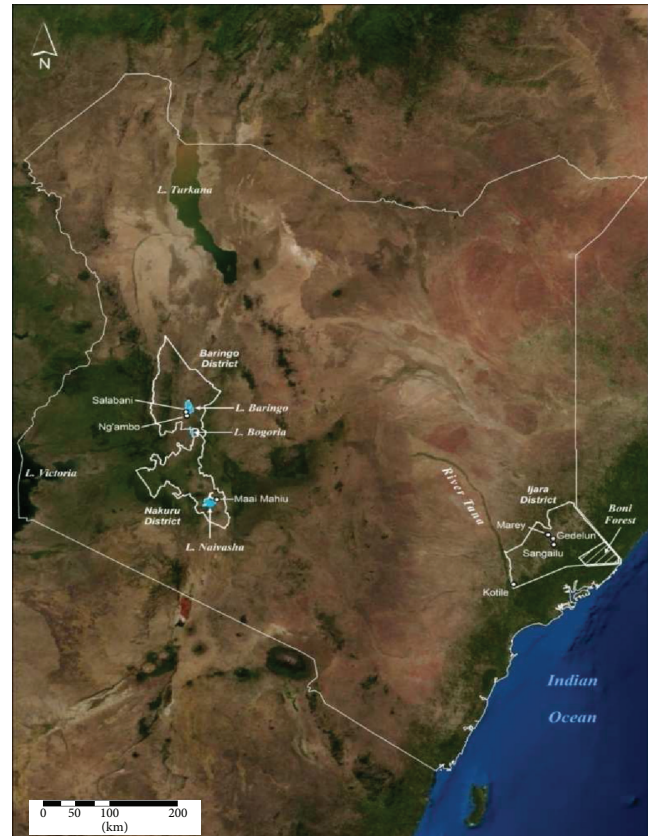 N
L. Turkana
Baringo
District
Salabani
L. Baringo
Ng'ambo
L. Bogoria
L. Victoria
Maai Mahiu
Nakuru
District
L. Naivasha
River Tana
Ijara
District
Boni
Forest
Marey
Gedelun
Sangailu
Kotile
Indian
Ocean
0 50 100 200
(km)